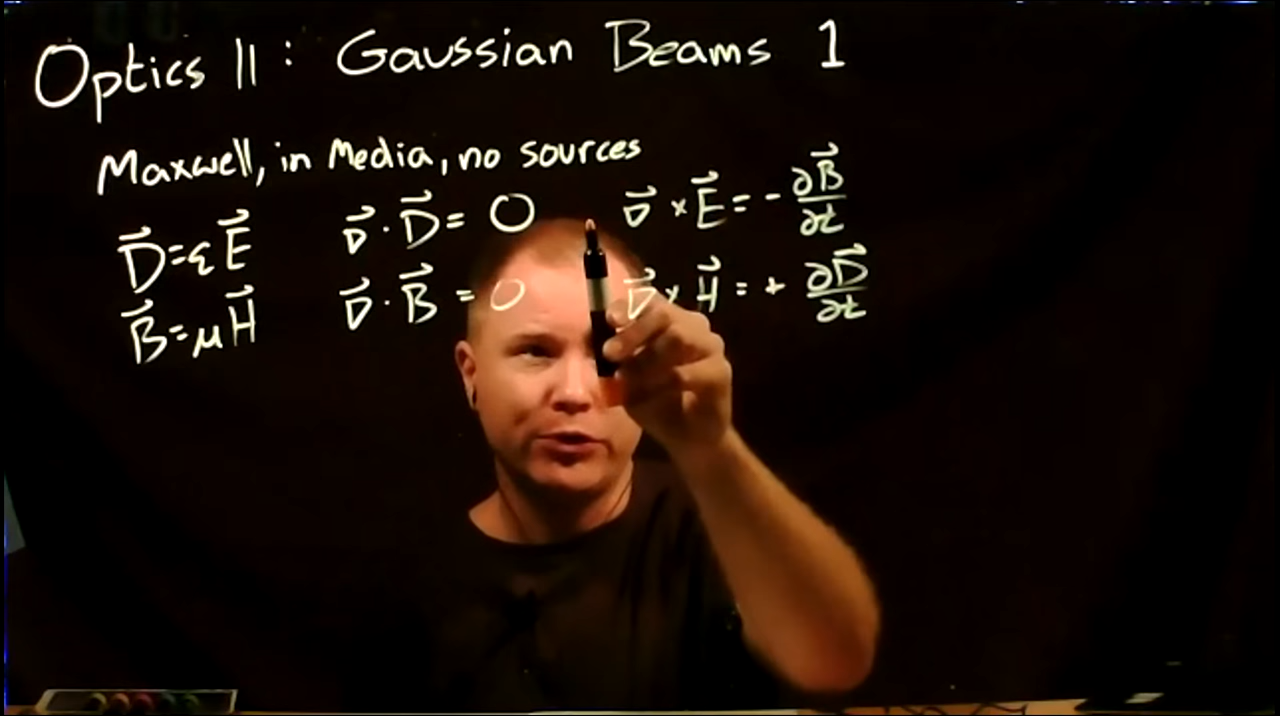 Optics II : Gaussian Beams 1
Maxwell, in Media, no sources
D⃗=εE⃗ ∇⃗ · D⃗ = 0 ∇⃗ × E⃗ = - ∂B⃗/∂t
B⃗=μH⃗ ∇⃗ · B⃗ = 0 ∇⃗ × H⃗ = + ∂D⃗/∂t